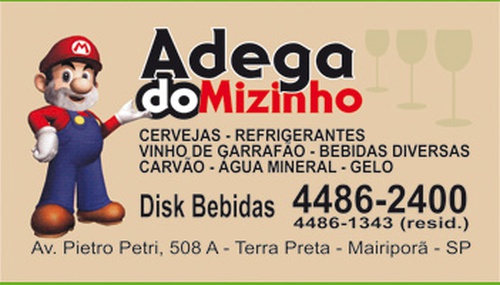 M
Adega
do Mizinho
CERVEJAS - REFRIGERANTES
VINHO DE GARRAFÃO - BEBIDAS DIVERSAS
CARVÃO - ÁGUA MINERAL - GELO
Disk Bebidas 4486-2400
4486-1343 (resid.)
Av. Pietro Petri, 508 A - Terra Preta - Mairiporã - SP